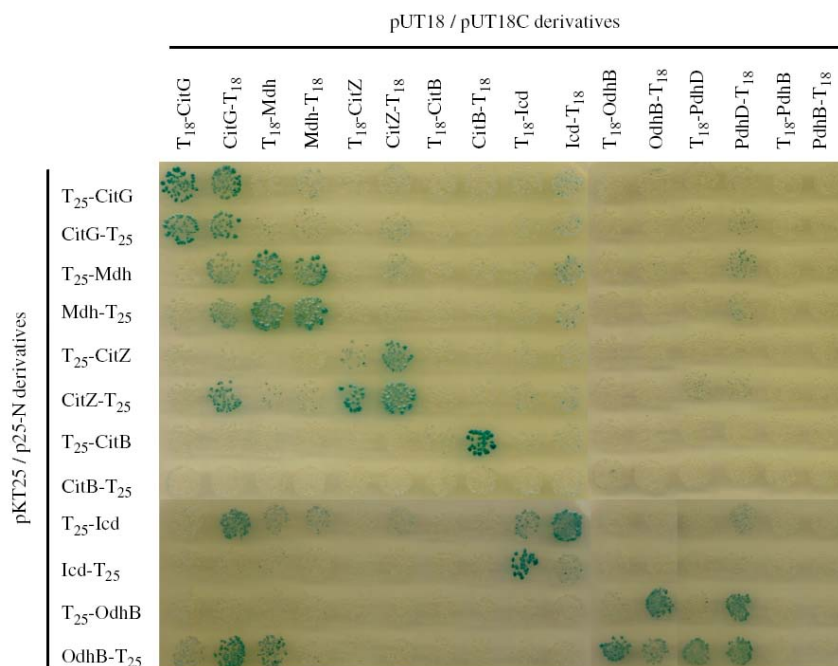 pUT18 / pUT18C derivatives
T18-CitG
CitG-T18
T18-Mdh
Mdh-T18
T18-CitZ
CitZ-T18
T18-CitB
CitB-T18
T18-Icd
Icd-T18
T18-OdhB
OdhB-T18
T18-PdhD
PdhD-T18
T18-PdhB
PdhB-T18
pKT25 / p25-N derivatives
T25-CitG
CitG-T25
T25-Mdh
Mdh-T25
T25-CitZ
CitZ-T25
T25-CitB
CitB-T25
T25-Icd
Icd-T25
T25-OdhB
OdhB-T25